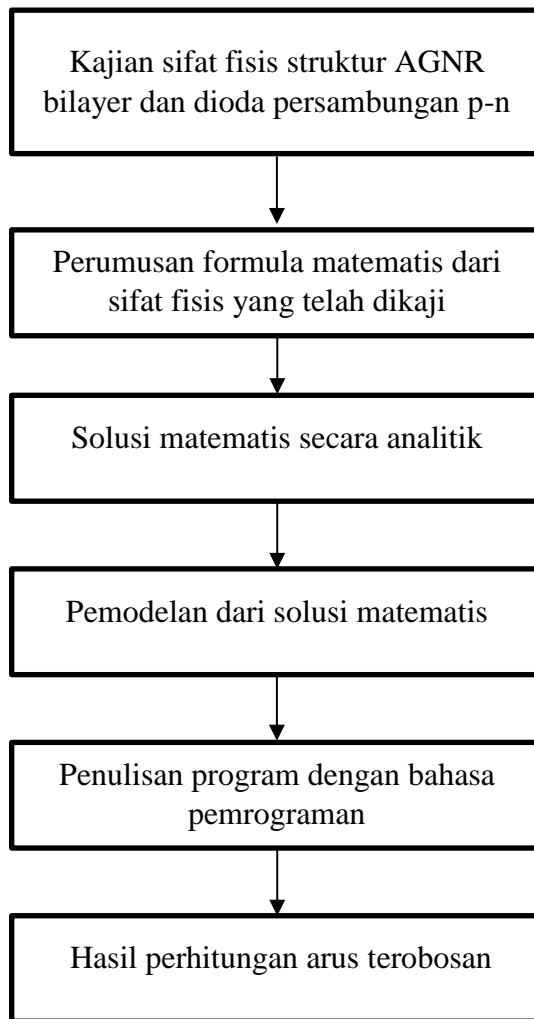 Kajian sifat fisis struktur AGNR
bilayer dan dioda persambungan p-n
Perumusan formula matematis dari
sifat fisis yang telah dikaji
Solusi matematis secara analitik
Pemodelan dari solusi matematis
Penulisan program dengan bahasa
pemrograman
Hasil perhitungan arus terobosan